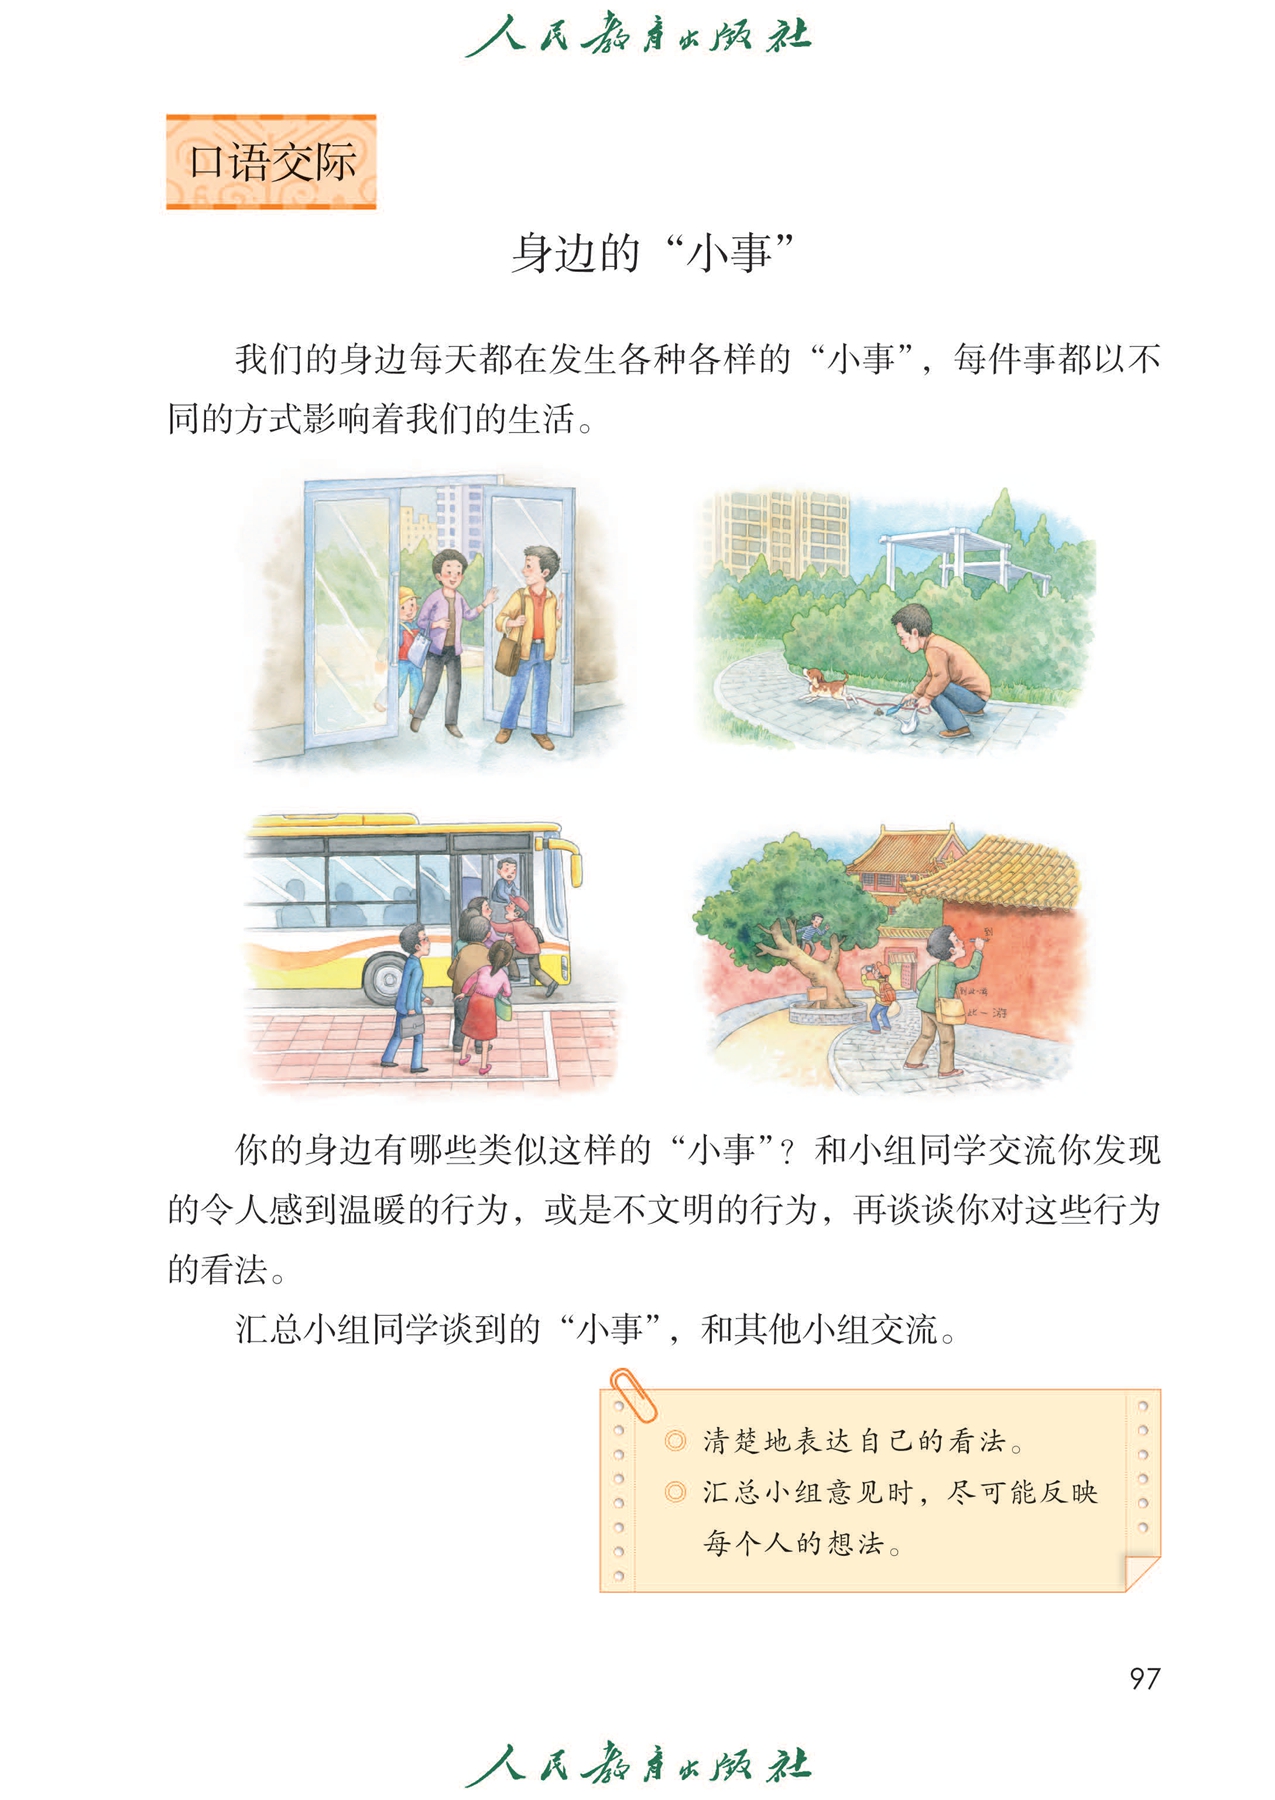 人民教育出版社
口语交际
身边的“小事”
我们的身边每天都在发生各种各样的“小事”，每件事都以不
同的方式影响着我们的生活。
到
到此一游
此一游
你的身边有哪些类似这样的“小事”？和小组同学交流你发现
的令人感到温暖的行为，或是不文明的行为，再谈谈你对这些行为
的看法。
汇总小组同学谈到的“小事”，和其他小组交流。
◎ 清楚地表达自己的看法。
◎ 汇总小组意见时，尽可能反映
每个人的想法。
97
人民教育出版社